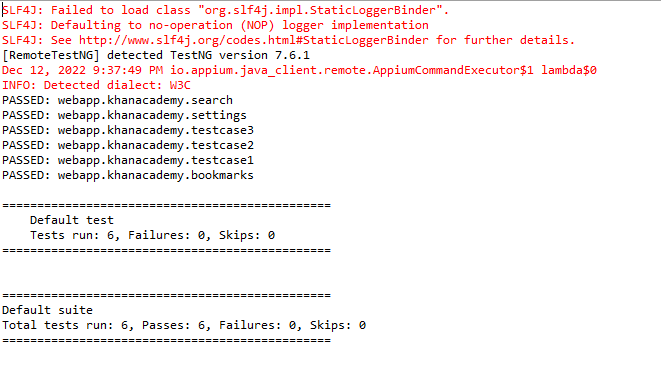 SLF4J: Failed to load class "org.slf4j.impl.StaticLoggerBinder".
SLF4J: Defaulting to no-operation (NOP) logger implementation
SLF4J: See http://www.slf4j.org/codes.html#StaticLoggerBinder for further details.
[RemoteTestNG] detected TestNG version 7.6.1
Dec 12, 2022 9:37:49 PM io.appium.java_client.remote.AppiumCommandExecutor$1 lambda$0
INFO: Detected dialect: W3C
PASSED: webapp.khanacademy.search
PASSED: webapp.khanacademy.settings
PASSED: webapp.khanacademy.testcase3
PASSED: webapp.khanacademy.testcase2
PASSED: webapp.khanacademy.testcase1
PASSED: webapp.khanacademy.bookmarks
===============================================
    Default test
    Tests run: 6, Failures: 0, Skips: 0
===============================================
===============================================
Default suite
Total tests run: 6, Passes: 6, Failures: 0, Skips: 0
===============================================